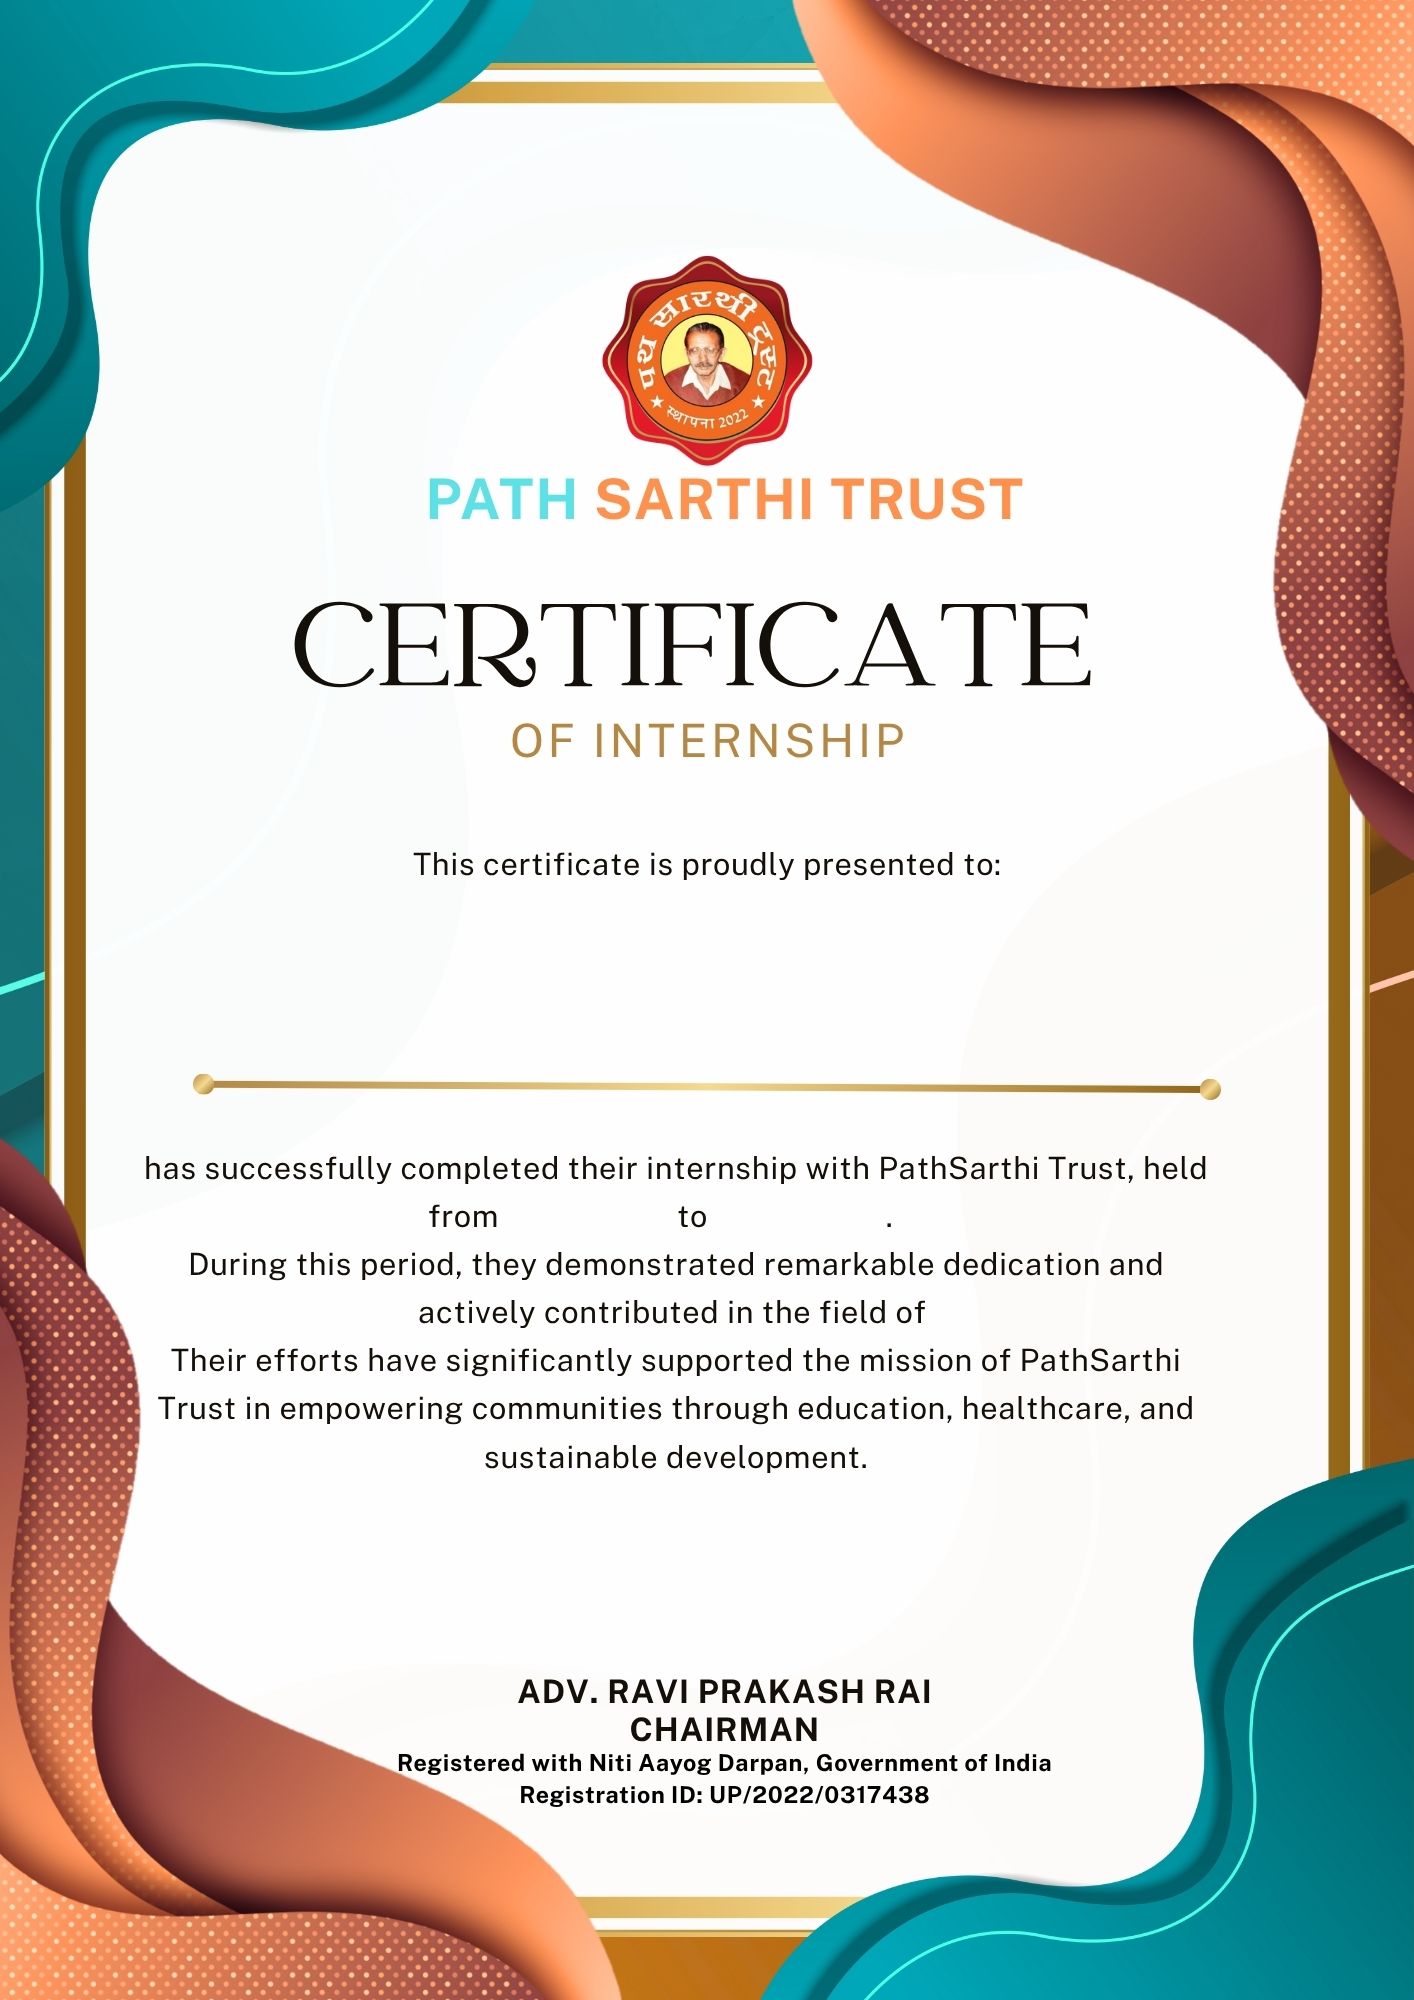 पथ सारथी ट्रस्ट
★ स्थापना 2022 ★
PATH SARTHI TRUST
CERTIFICATE
OF INTERNSHIP
This certificate is proudly presented to:
has successfully completed their internship with PathSarthi Trust, held
from to .
During this period, they demonstrated remarkable dedication and
actively contributed in the field of
Their efforts have significantly supported the mission of PathSarthi
Trust in empowering communities through education, healthcare, and
sustainable development.
ADV. RAVI PRAKASH RAI
CHAIRMAN
Registered with Niti Aayog Darpan, Government of India
Registration ID: UP/2022/0317438